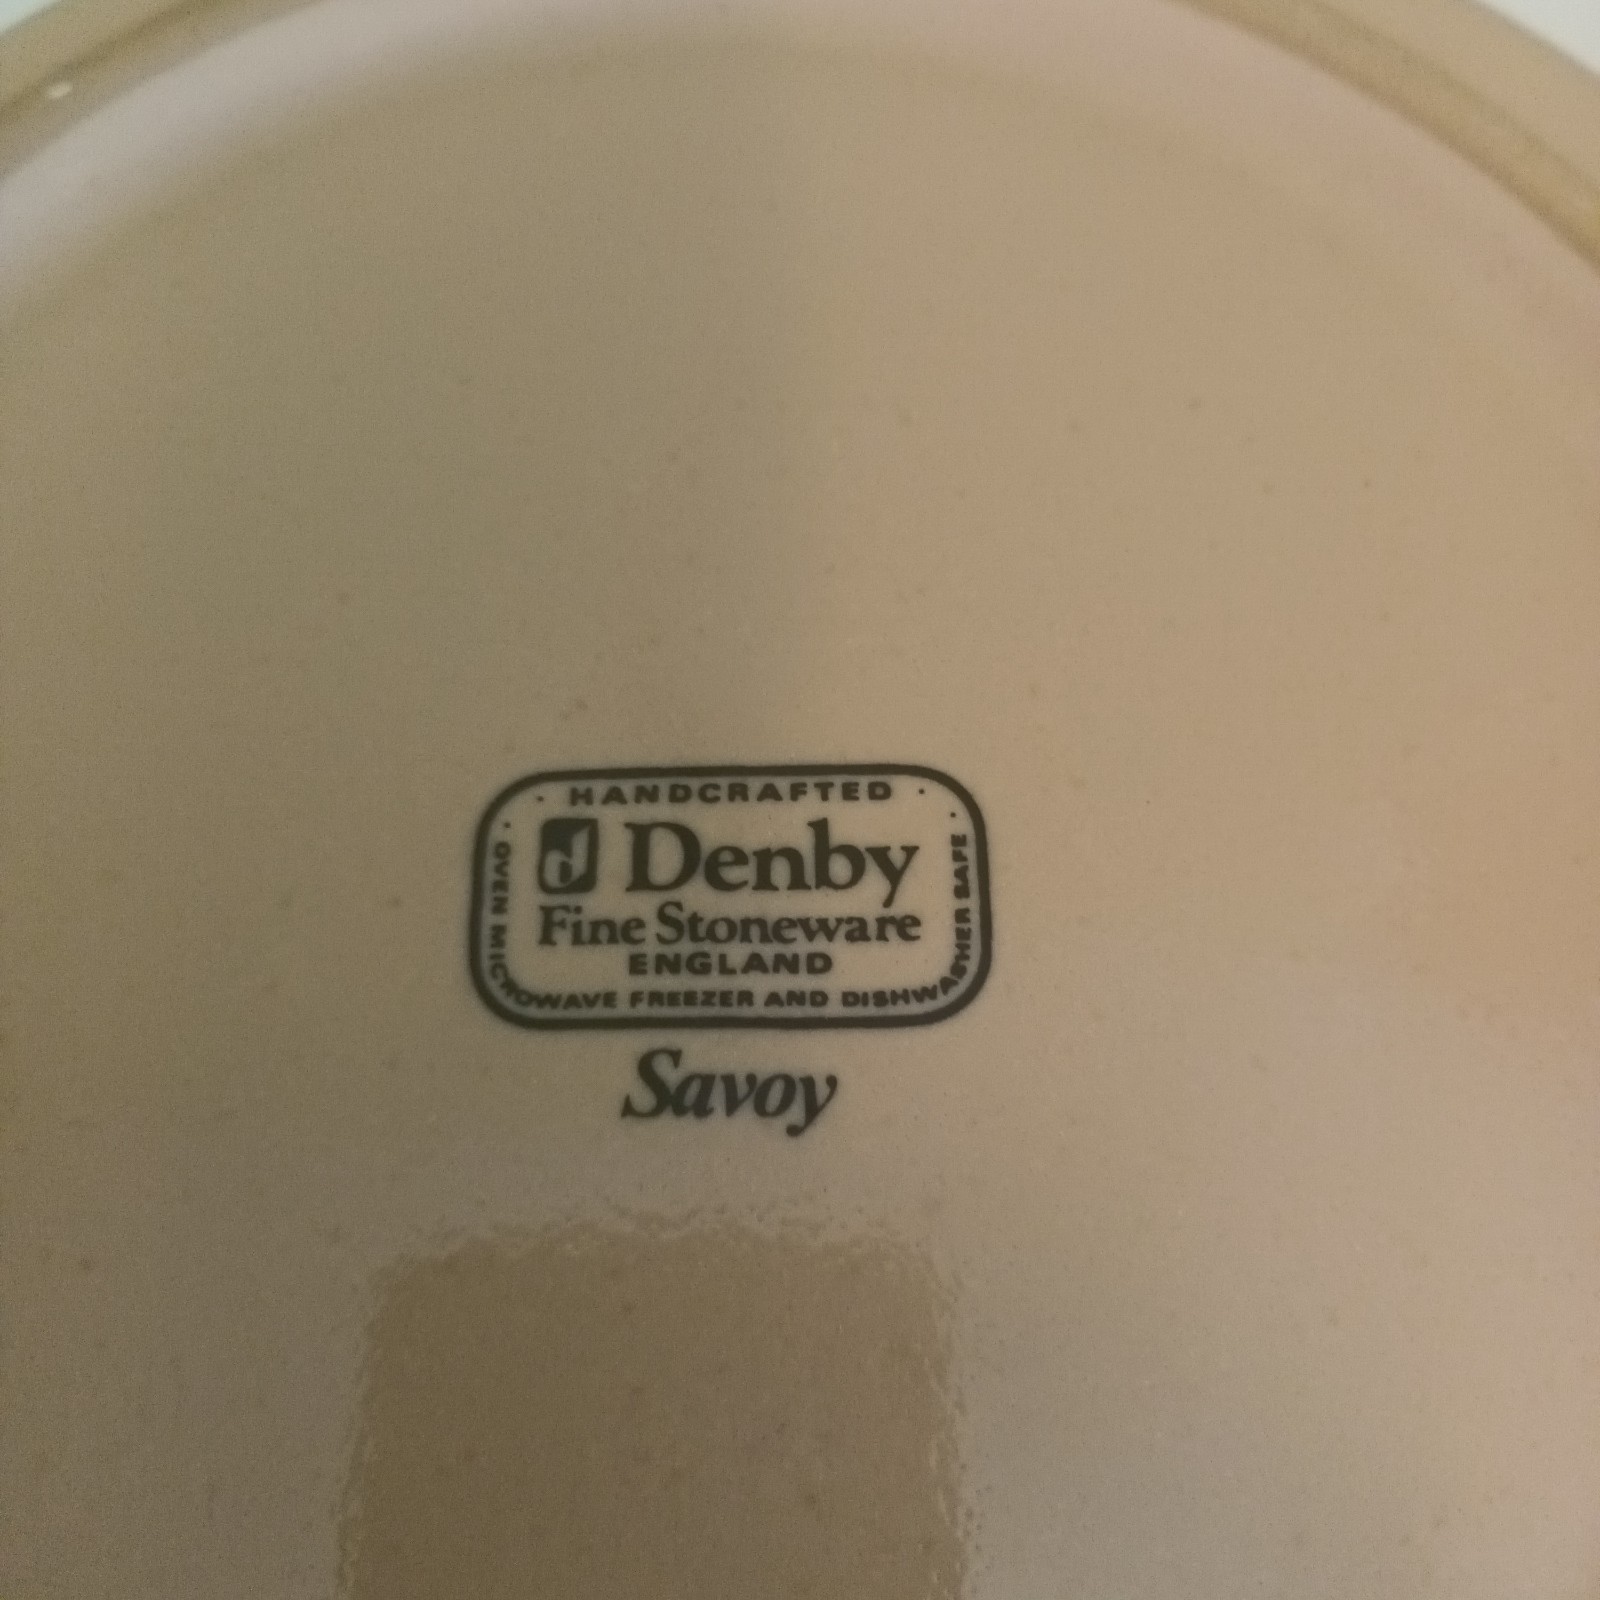 HANDCRAFTED
d Denby
Fine Stoneware
ENGLAND
OVEN MICROWAVE FREEZER AND DISHWASHER SAFE
Savoy